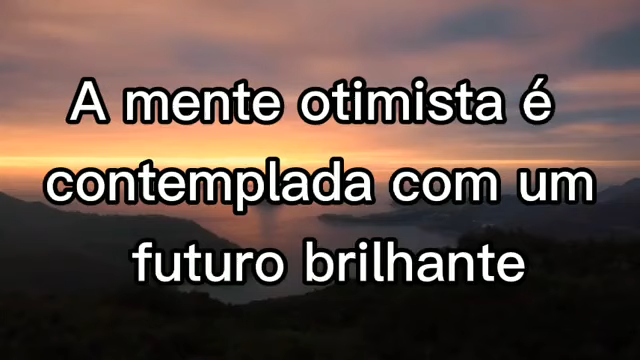 A mente otimista é
contemplada com um
futuro brilhante